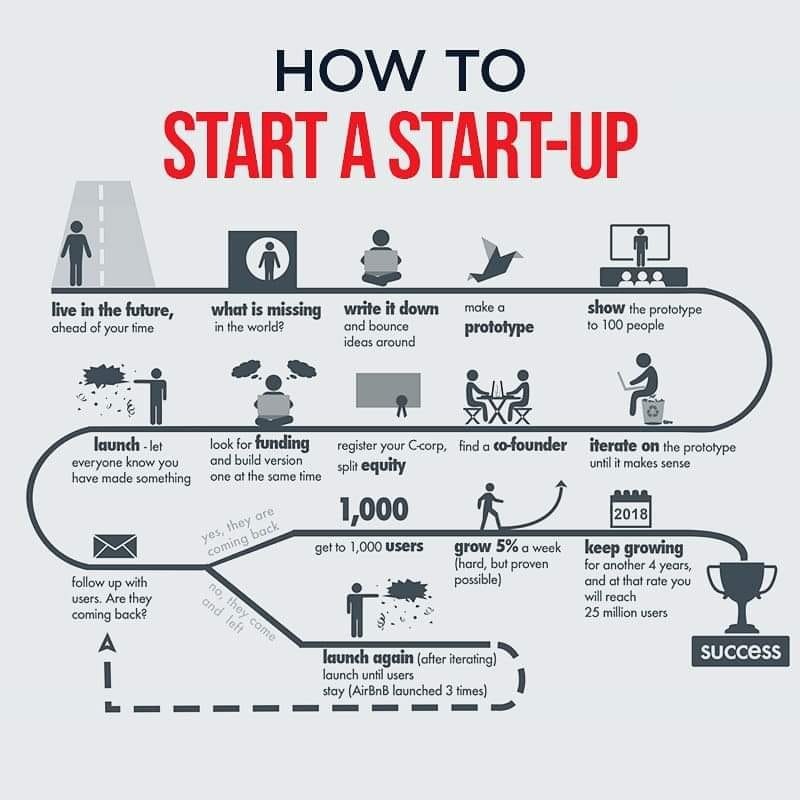 HOW TO
START A START-UP
live in the future,
ahead of your time
what is missing
in the world?
write it down
and bounce
ideas around
make a
prototype
show the prototype
to 100 people
iterate on the prototype
until it makes sense
find a co-founder
register your C-corp,
split equity
look for funding
and build version
one at the same time
launch - let
everyone know you
have made something
follow up with
users. Are they
coming back?
yes, they are
coming back
1,000
get to 1,000 users
grow 5% a week
(hard, but proven
possible)
2018
keep growing
for another 4 years,
and at that rate you
will reach
25 million users
success
no, they came
and left
launch again (after iterating)
launch until users
stay (AirBnB launched 3 times)